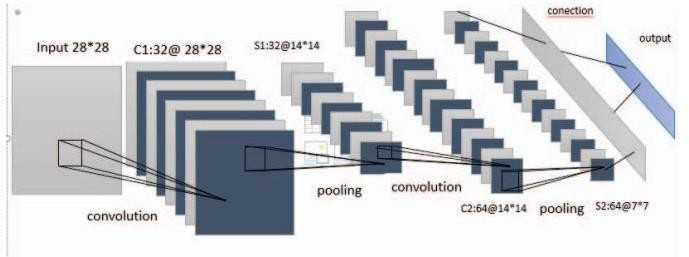 Input 28*28
C1:32@ 28*28
S1:32@14*14
conection
output
convolution
pooling
convolution
C2:64@14*14
pooling
S2:64@7*7